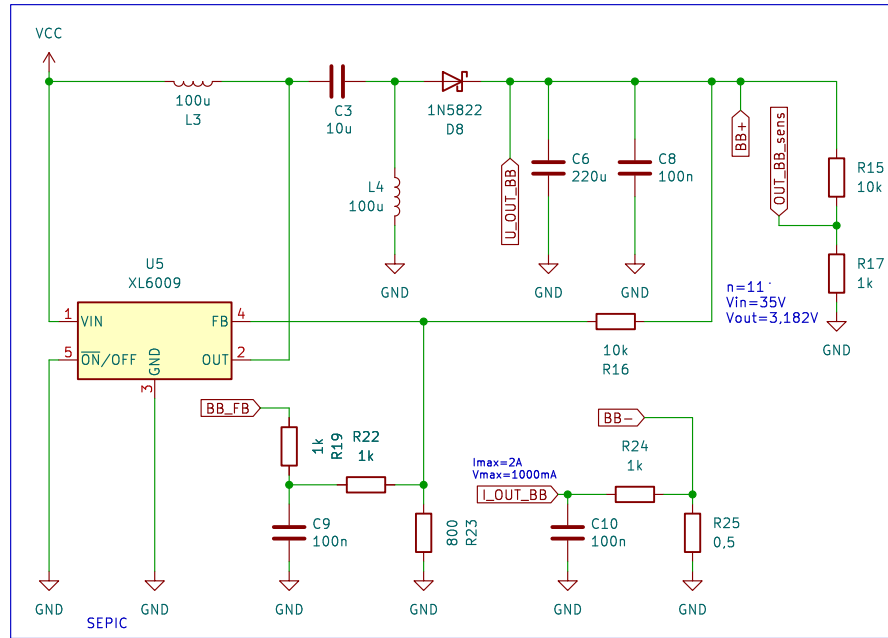 VCC
100u
L3
C3
10u
1N5822
D8
L4
100u
U_OUT_BB
C6
220u
C8
100n
BB+
OUT_BB_sens
R15
10k
R17
1k
GND
GND
GND
n=11
Vin=35V
Vout=3,182V
GND
U5
XL6009
1
VIN
FB
4
5
ON/OFF
GND
OUT
2
3
10k
R16
BB_FB
1k
R19
R22
1k
BB-
R24
1k
Imax=2A
Vmax=1000mA
I_OUT_BB
C9
100n
800
R23
C10
100n
R25
0,5
GND
GND
GND
GND
GND
GND
SEPIC